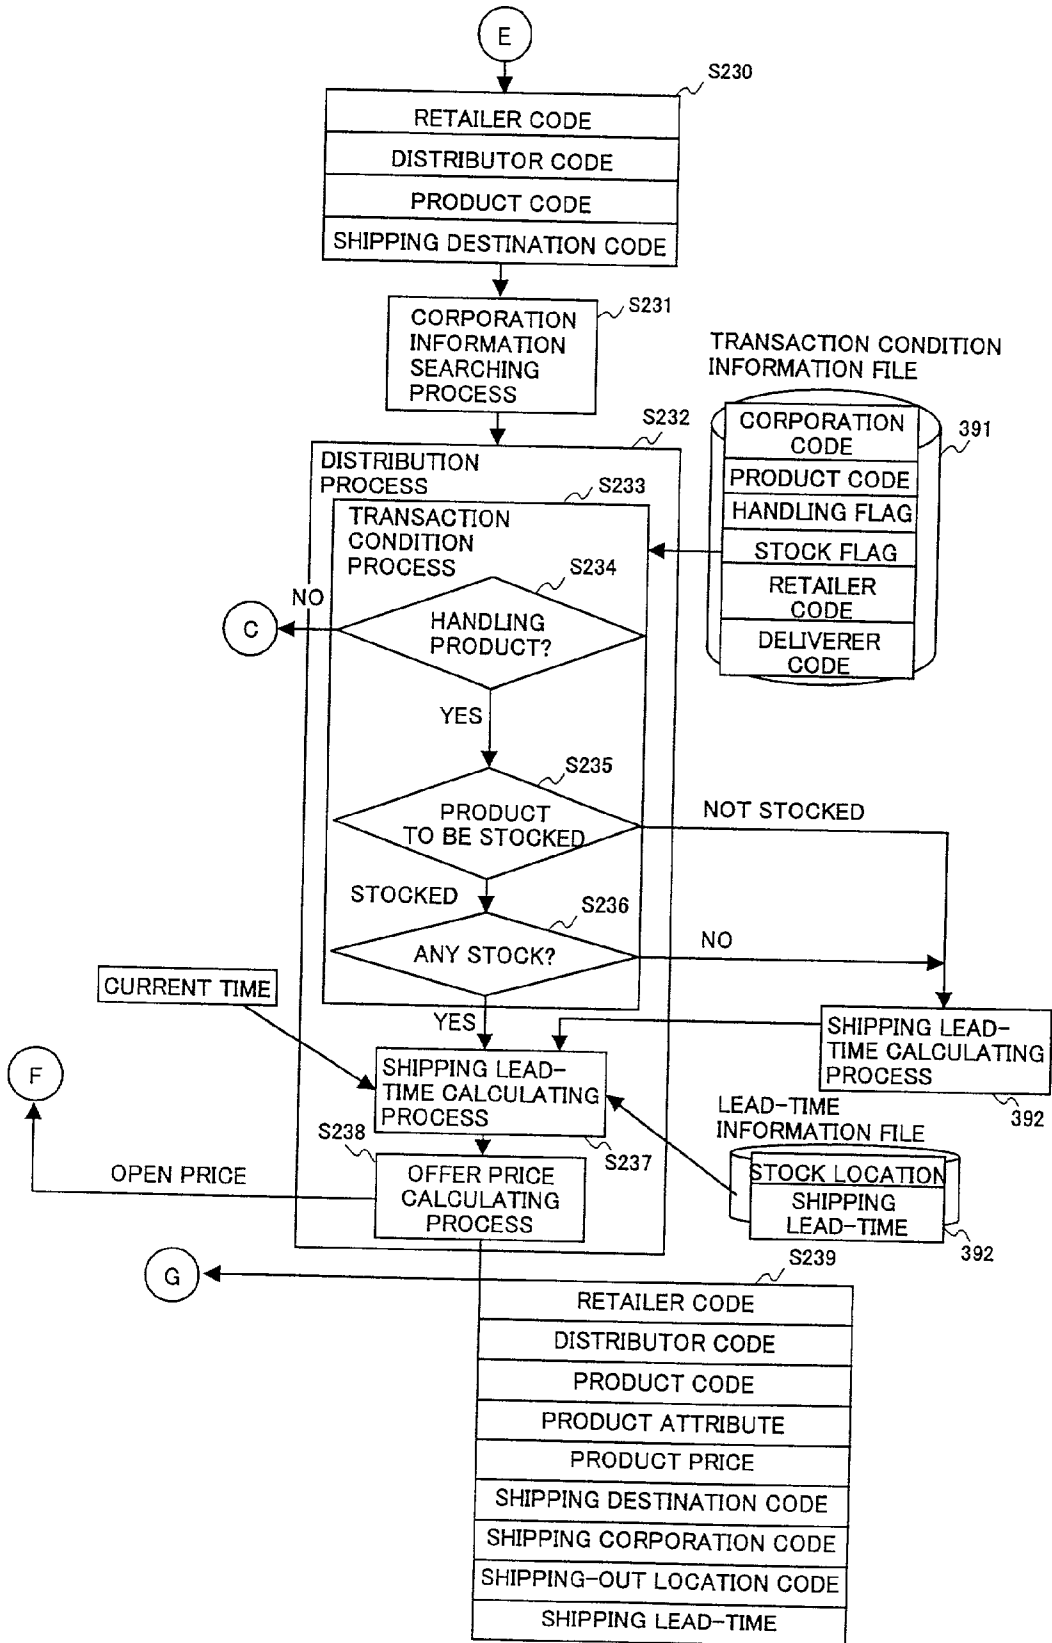 E
S230
RETAILER CODE
DISTRIBUTOR CODE
PRODUCT CODE
SHIPPING DESTINATION CODE
S231
CORPORATION
INFORMATION
SEARCHING
PROCESS
TRANSACTION CONDITION
INFORMATION FILE
391
CORPORATION
CODE
PRODUCT CODE
HANDLING FLAG
STOCK FLAG
RETAILER
CODE
DELIVERER
CODE
S232
DISTRIBUTION
PROCESS
S233
TRANSACTION
CONDITION
PROCESS
S234
HANDLING
PRODUCT?
NO
C
YES
S235
PRODUCT
TO BE STOCKED
NOT STOCKED
STOCKED
S236
ANY STOCK?
NO
CURRENT TIME
YES
SHIPPING LEAD-
TIME CALCULATING
PROCESS
392
F
SHIPPING LEAD-
TIME CALCULATING
PROCESS
S237
LEAD-TIME
INFORMATION FILE
STOCK LOCATION
SHIPPING
LEAD-TIME
392
S238
OPEN PRICE
OFFER PRICE
CALCULATING
PROCESS
G
S239
RETAILER CODE
DISTRIBUTOR CODE
PRODUCT CODE
PRODUCT ATTRIBUTE
PRODUCT PRICE
SHIPPING DESTINATION CODE
SHIPPING CORPORATION CODE
SHIPPING-OUT LOCATION CODE
SHIPPING LEAD-TIME